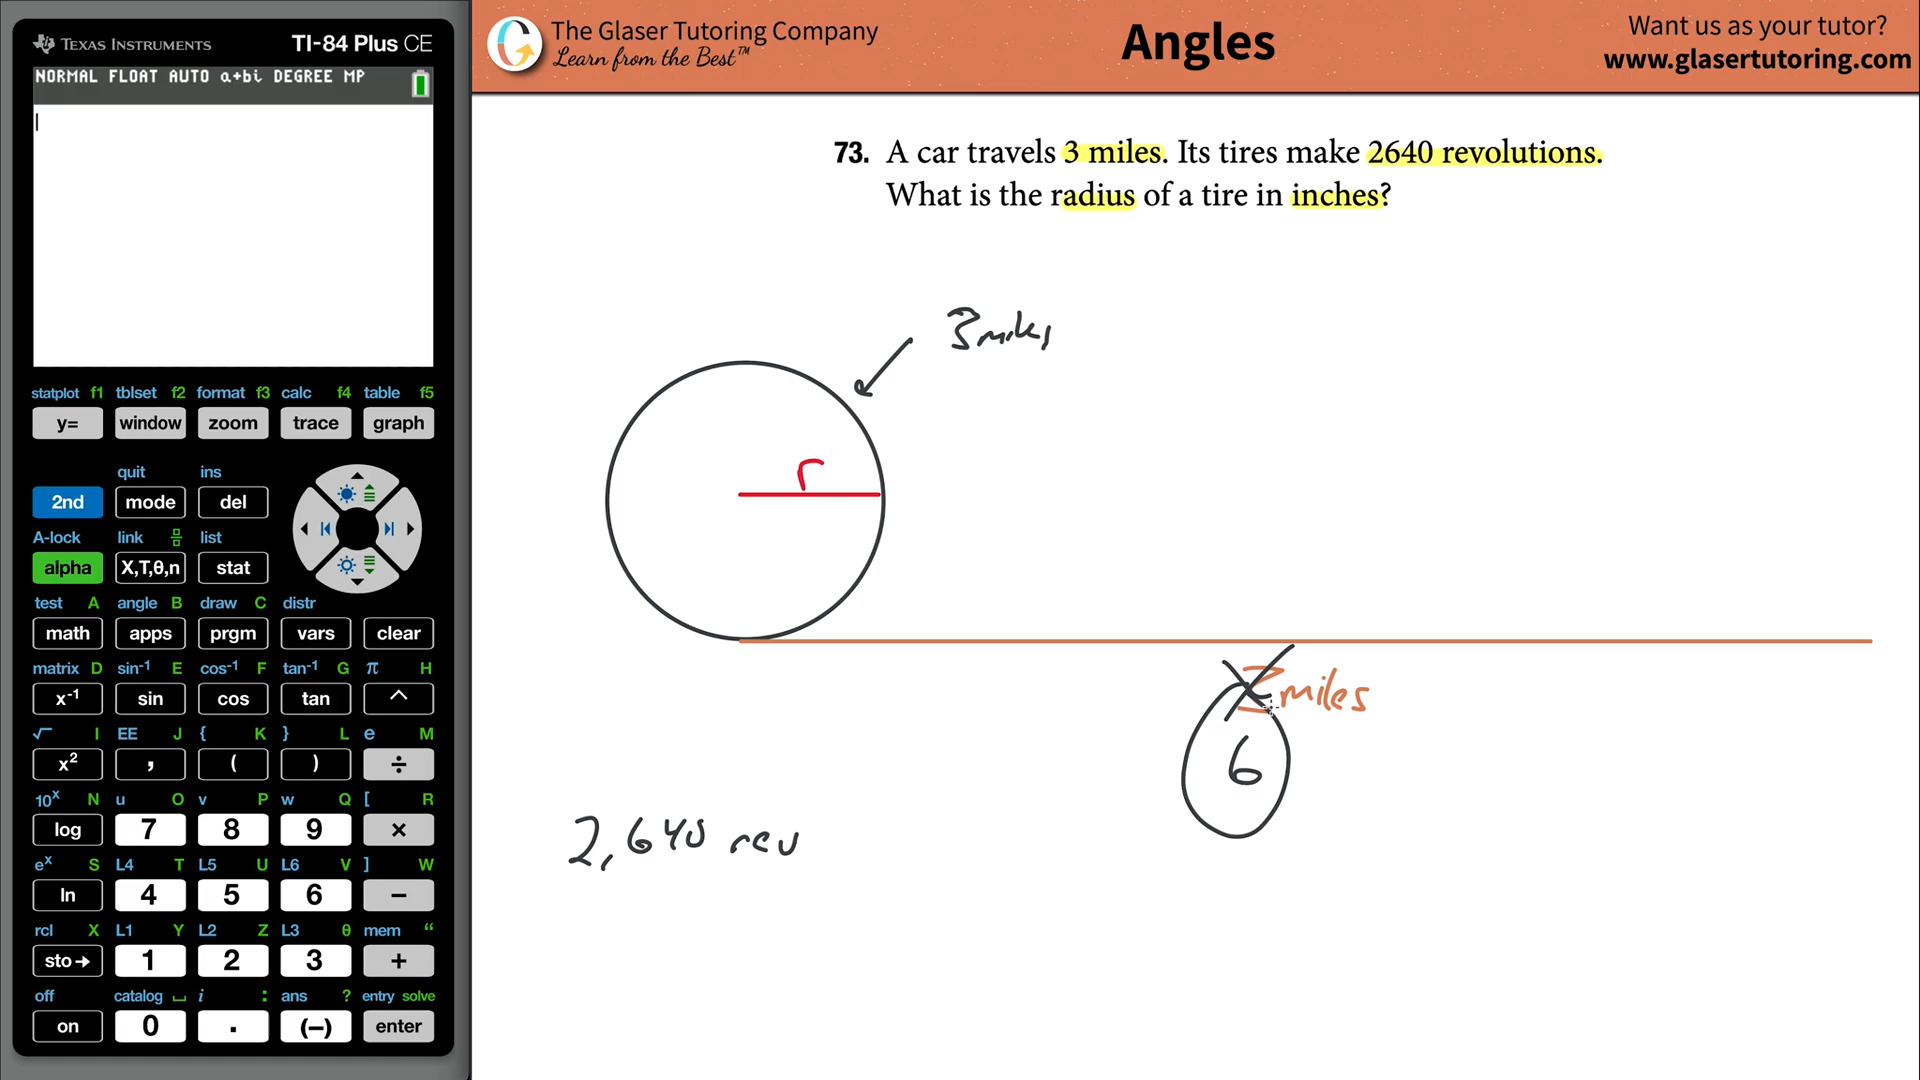 TEXAS INSTRUMENTS TI-84 Plus CE
NORMAL FLOAT AUTO a+bi DEGREE MP
statplot f1 tblset f2 format f3 calc f4 table f5
y= window zoom trace graph
quit ins
2nd mode del
A-lock link list
alpha X,T,θ,n stat
test A angle B draw C distr
math apps prgm vars clear
matrix D sin⁻¹ E cos⁻¹ F tan⁻¹ G π H
x⁻¹ sin cos tan ^
√ I EE J { K } L e M
x² , ( ) ÷
10ˣ N u O v P w Q [ R
log 7 8 9 ×
eˣ S L4 T L5 U L6 V ] W
ln 4 5 6 −
rcl X L1 Y L2 Z L3 θ mem "
sto→ 1 2 3 +
off catalog ⎵ i : ans ? entry solve
on 0 . (−) enter
The Glaser Tutoring Company
Learn from the Best™
Angles
Want us as your tutor?
www.glasertutoring.com
73. A car travels 3 miles. Its tires make 2640 revolutions.
What is the radius of a tire in inches?
3 miles
r
miles
6
2,640 rev